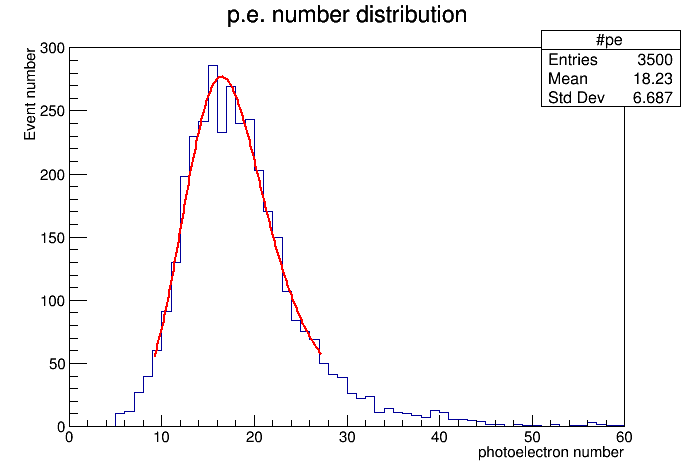 p.e. number distribution
#pe
Entries 3500
Mean 18.23
Std Dev 6.687
Event number
300
250
200
150
100
50
0
0 10 20 30 40 50 60
photoelectron number